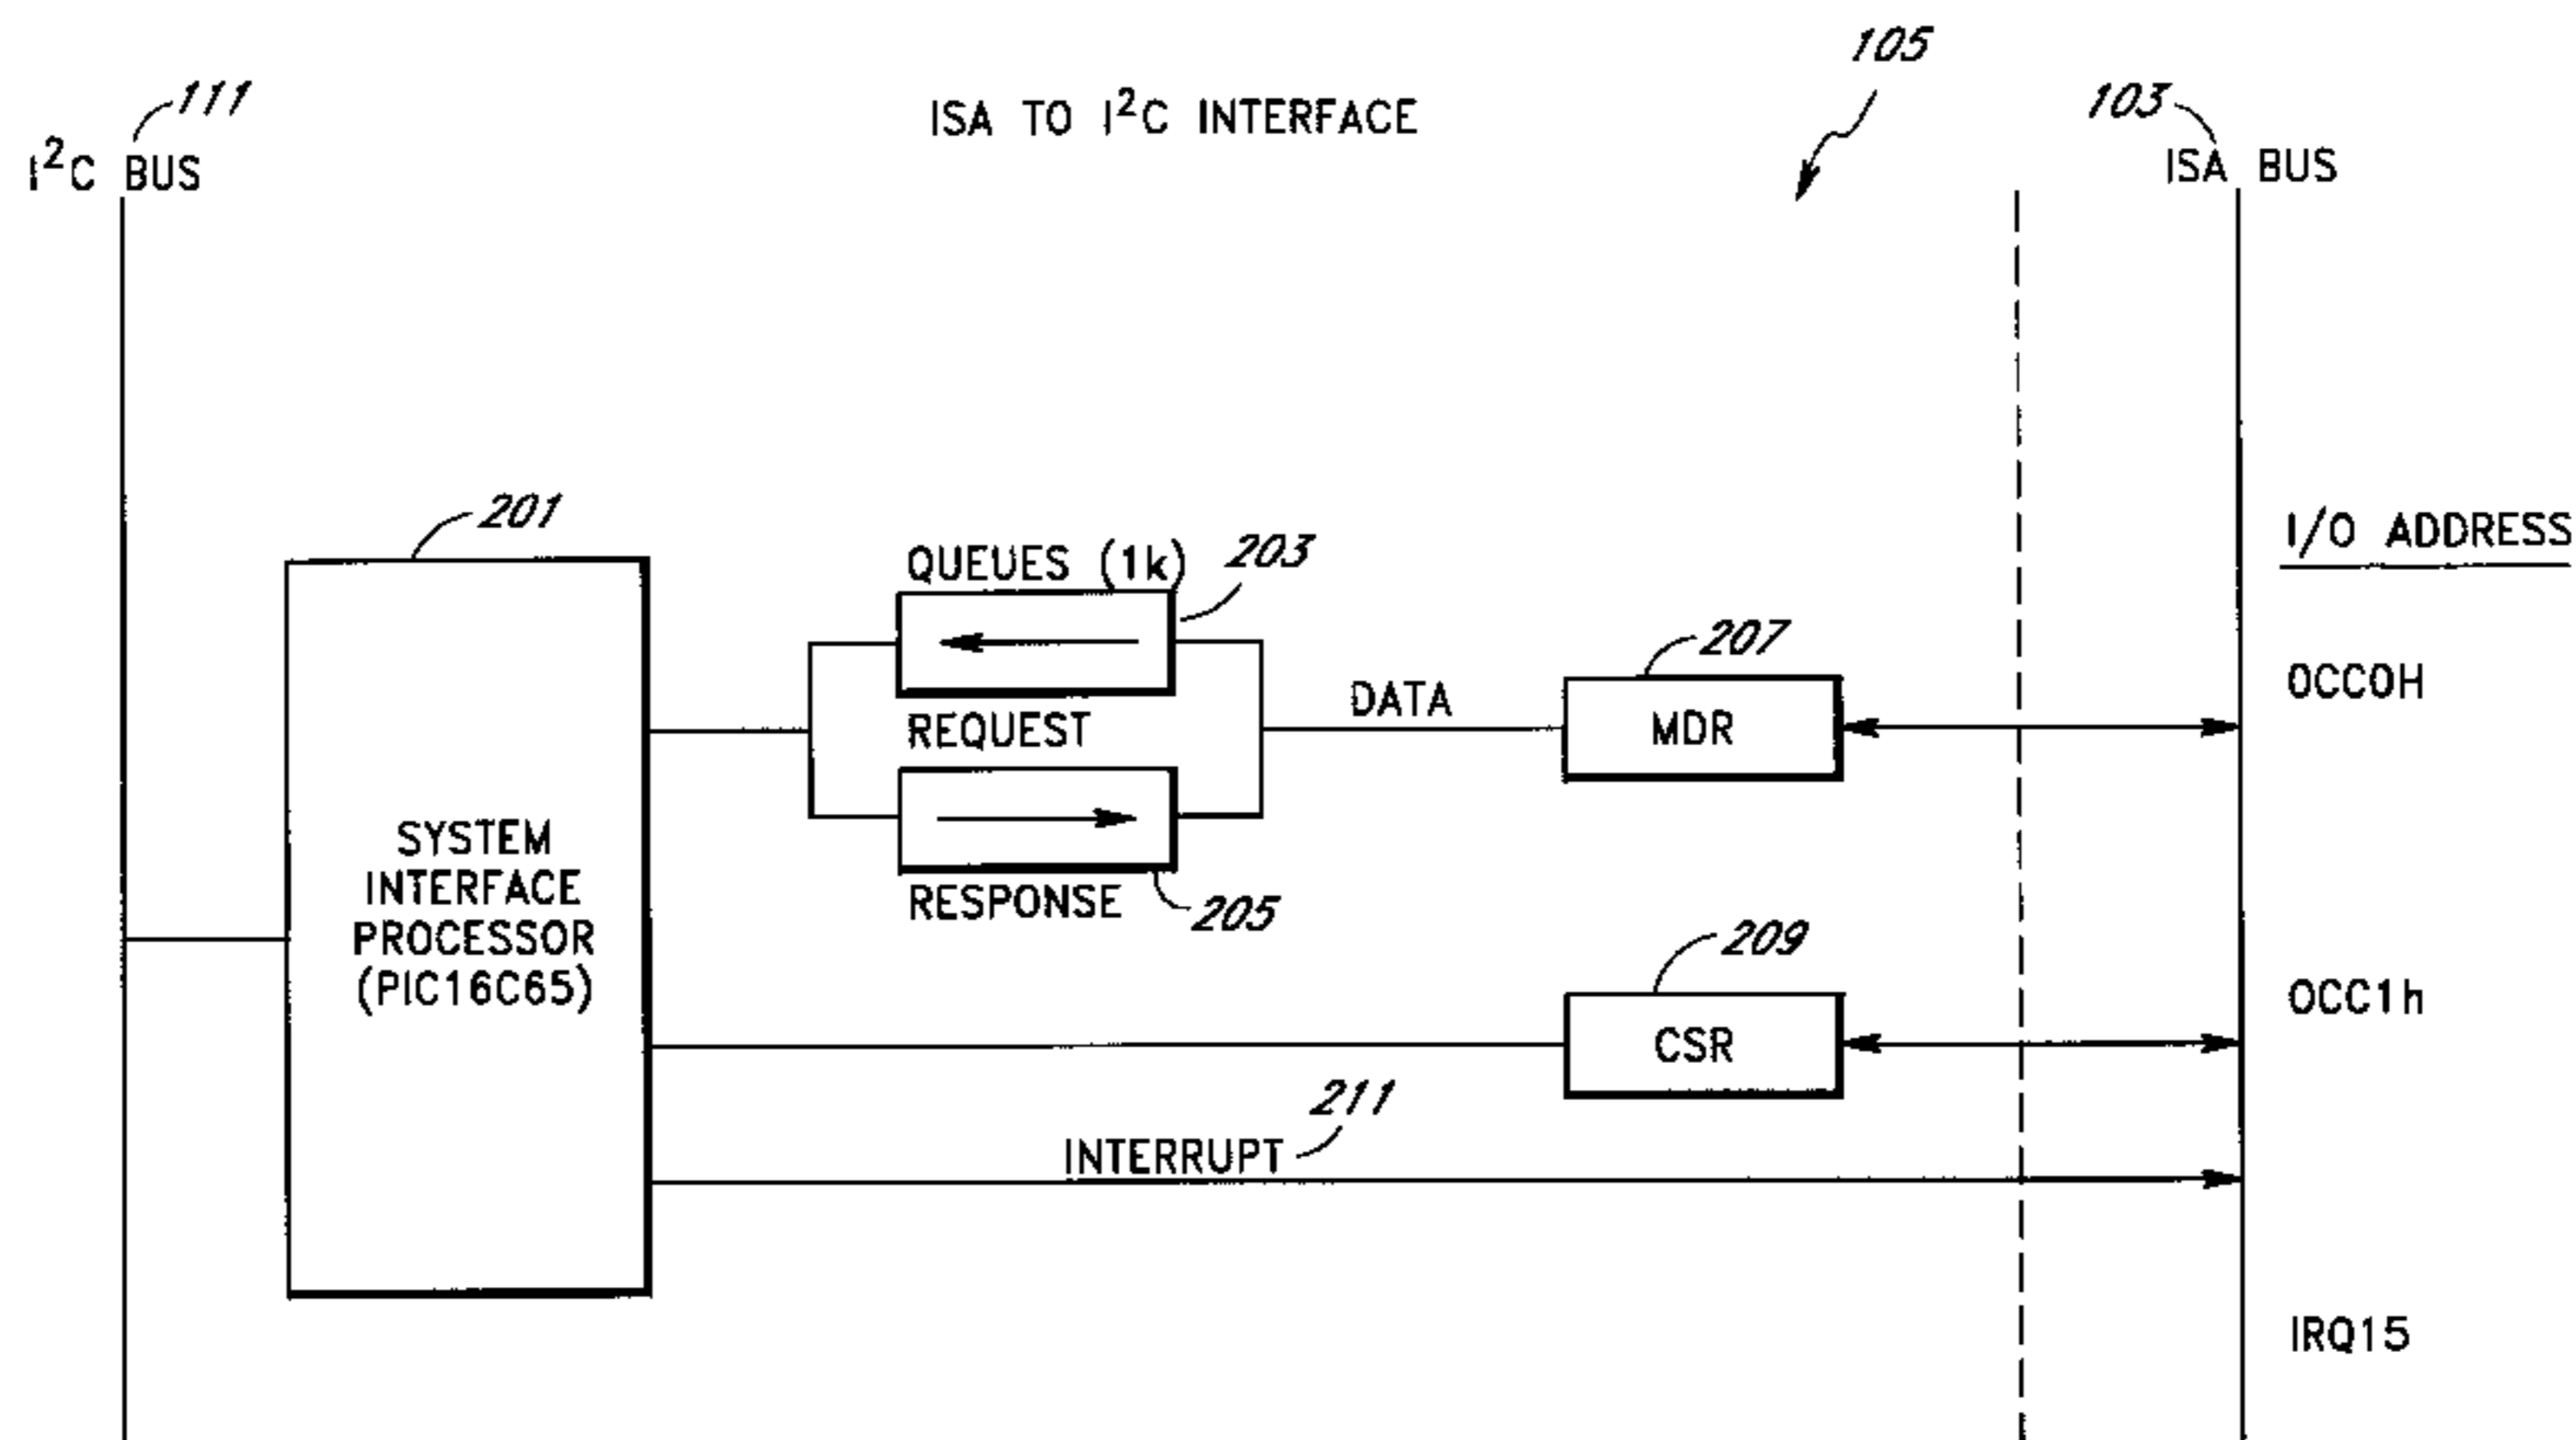 105
111
ISA TO I²C INTERFACE
103
I²C BUS
ISA BUS
201
I/O ADDRESS
QUEUES (1k)
203
207
0CC0H
DATA
MDR
REQUEST
SYSTEM
INTERFACE
PROCESSOR
(PIC16C65)
RESPONSE
205
209
0CC1h
CSR
211
INTERRUPT
IRQ15